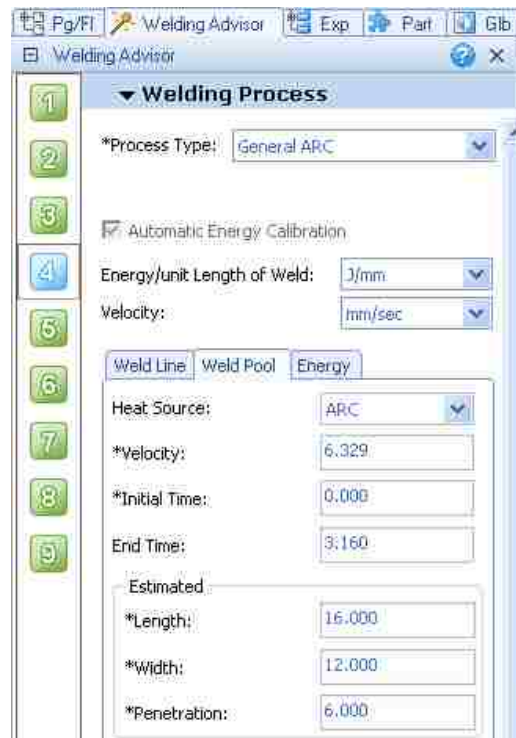 Pg/Fl Welding Advisor Exp Part Glb
Welding Advisor
Welding Process
1
2
3
4
5
6
7
8
9
*Process Type: General ARC
Automatic Energy Calibration
Energy/unit Length of Weld: J/mm
Velocity: mm/sec
Weld Line Weld Pool Energy
Heat Source: ARC
*Velocity: 6.329
*Initial Time: 0.000
End Time: 3.160
Estimated
*Length: 16.000
*Width: 12.000
*Penetration: 6.000